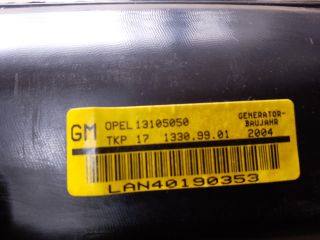 GM OPEL 13105050 GENERATOR-
BAUJAHR
TKP 17 1330.99.01 2004
LAN40190353